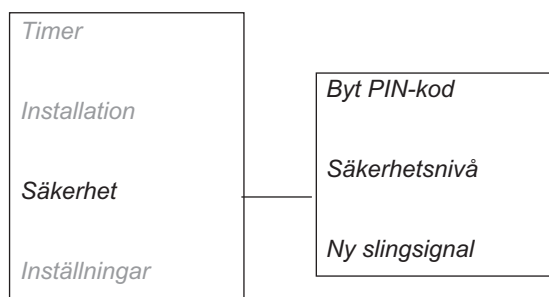 Timer
Installation
Säkerhet
Inställningar
Byt PIN-kod
Säkerhetsnivå
Ny slingsignal